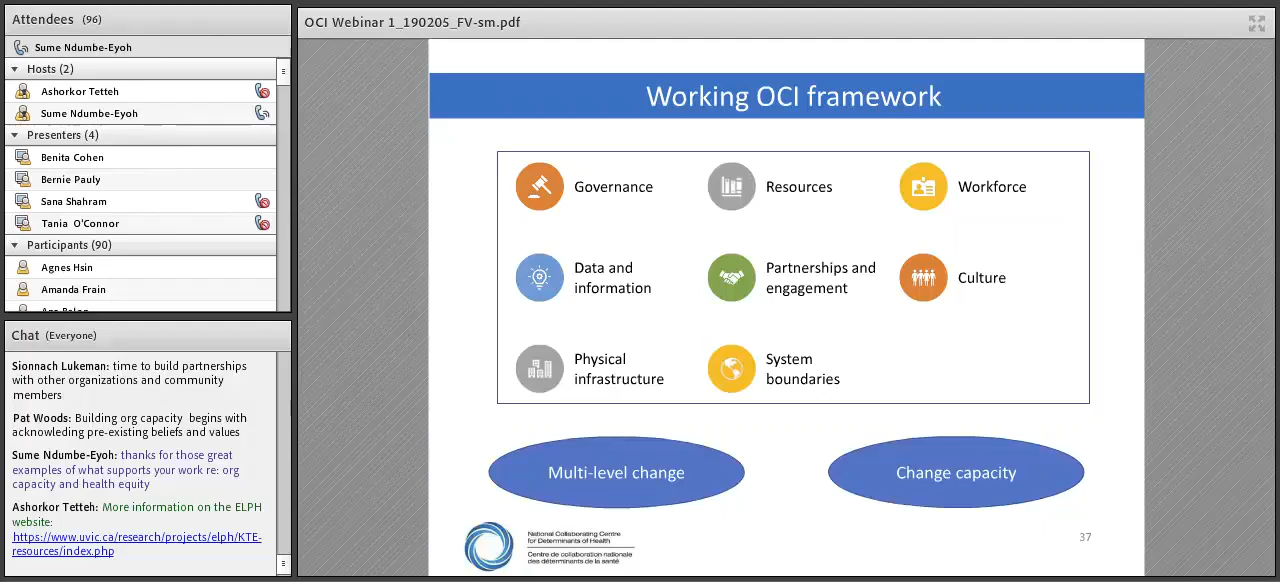 Attendees (96)
Sume Ndumbe-Eyoh
Hosts (2)
Ashorkor Tetteh
Sume Ndumbe-Eyoh
Presenters (4)
Benita Cohen
Bernie Pauly
Sana Shahram
Tania O'Connor
Participants (90)
Agnes Hsin
Amanda Frain
Chat (Everyone)
Sionnach Lukeman: time to build partnerships
with other organizations and community
members
Pat Woods: Building org capacity begins with
acknowleding pre-existing beliefs and values
Sume Ndumbe-Eyoh: thanks for those great
examples of what supports your work re: org
capacity and health equity
Ashorkor Tetteh: More information on the ELPH
website:
https://www.uvic.ca/research/projects/elph/KTE-
resources/index.php
OCI Webinar 1_190205_FV-sm.pdf
Working OCI framework
Governance
Resources
Workforce
Data and
information
Partnerships and
engagement
Culture
Physical
infrastructure
System
boundaries
Multi-level change
Change capacity
National Collaborating Centre
for Determinants of Health
Centre de collaboration nationale
des déterminants de la santé
37